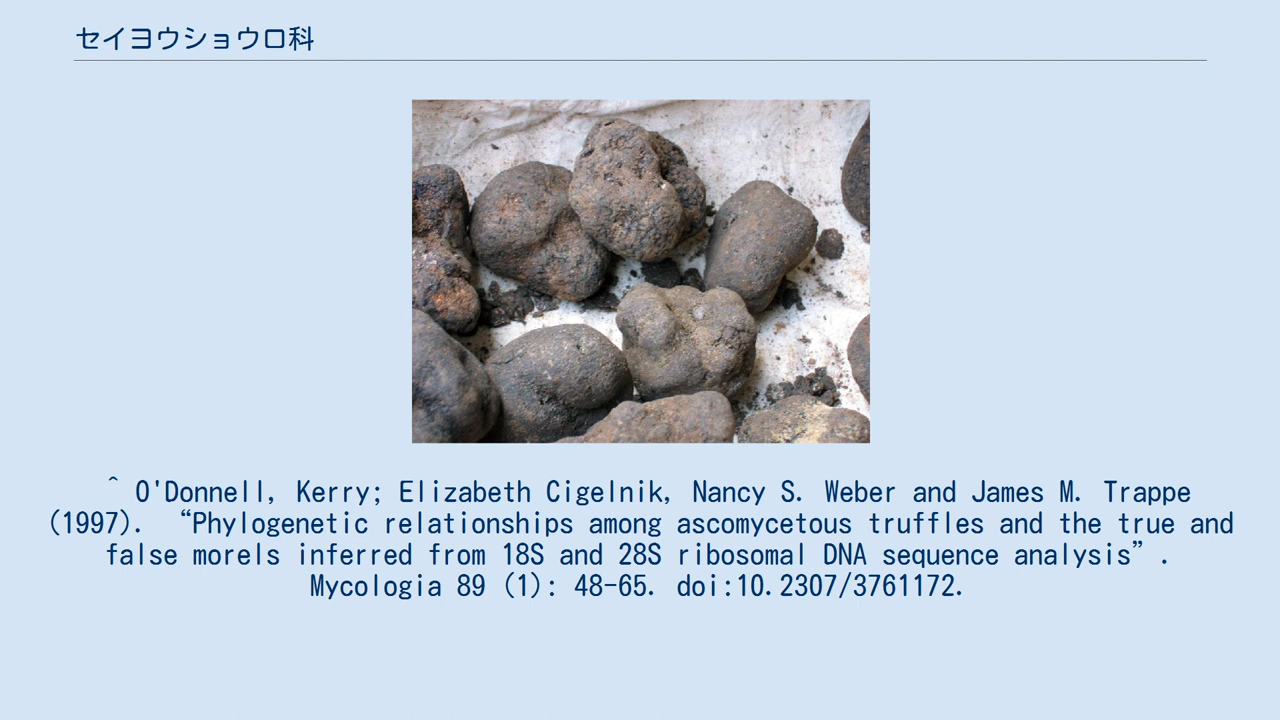 セイヨウショウロ科
^ O'Donnell, Kerry; Elizabeth Cigelnik, Nancy S. Weber and James M. Trappe
(1997). “Phylogenetic relationships among ascomycetous truffles and the true and
false morels inferred from 18S and 28S ribosomal DNA sequence analysis”.
Mycologia 89 (1): 48-65. doi:10.2307/3761172.